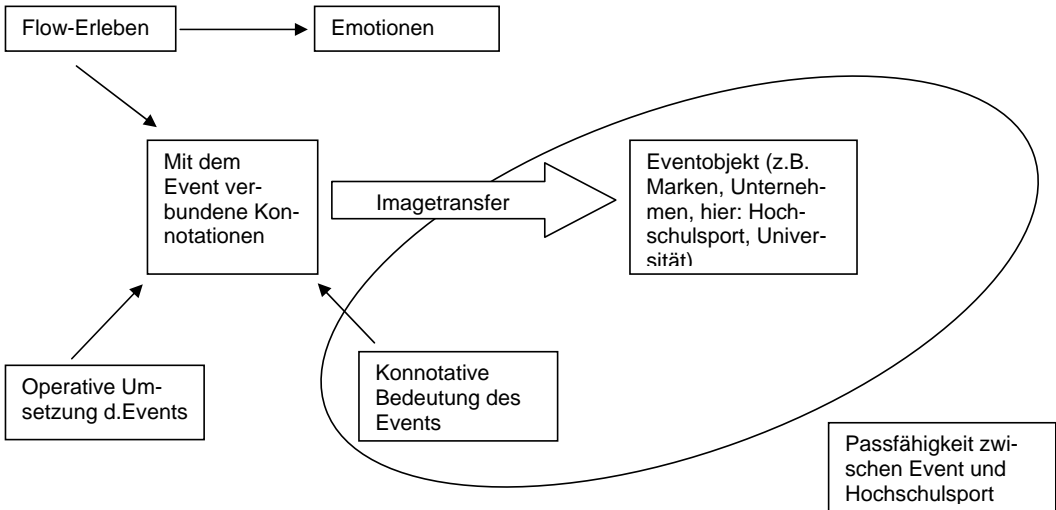 Flow-Erleben
Emotionen
Mit dem
Event ver-
bundene Kon-
notationen
Imagetransfer
Eventobjekt (z.B.
Marken, Unterneh-
men, hier: Hoch-
schulsport, Univer-
sität)
Operative Um-
setzung d.Events
Konnotative
Bedeutung des
Events
Passfähigkeit zwi-
schen Event und
Hochschulsport